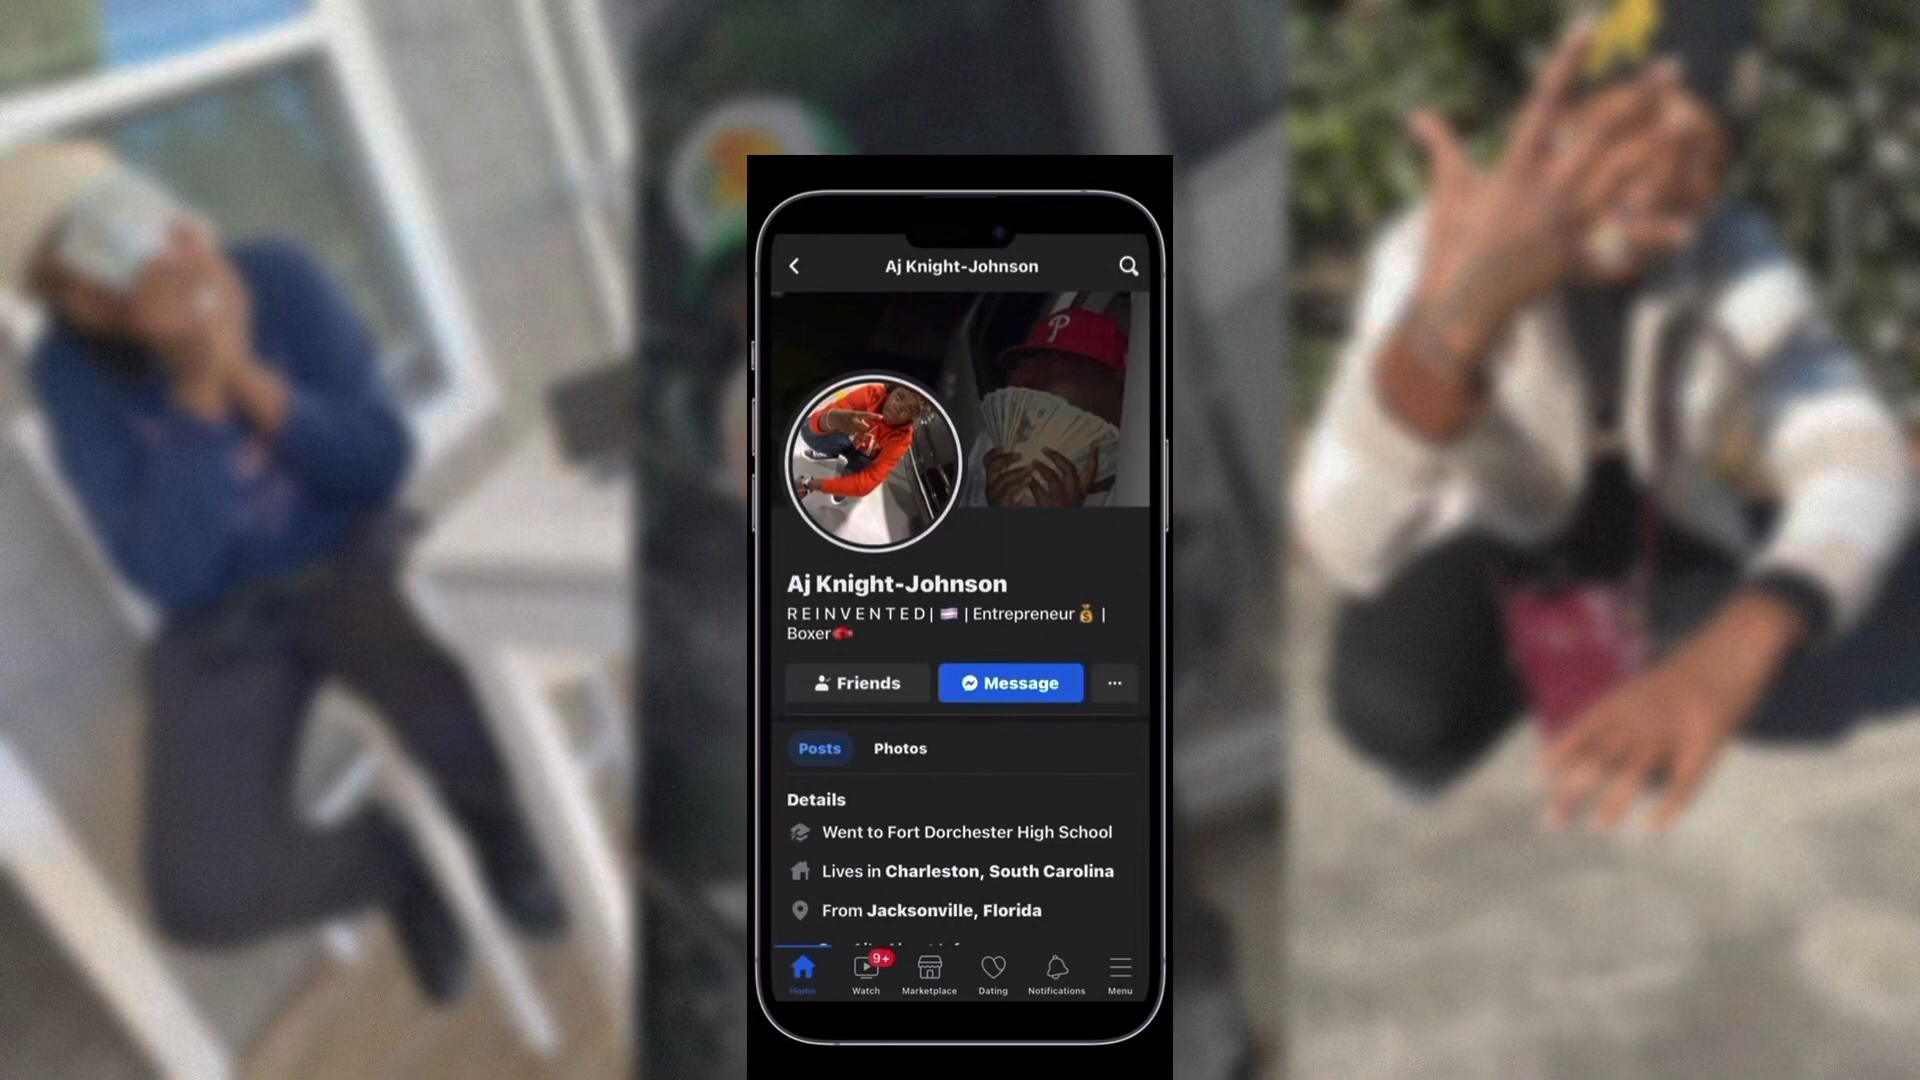 Aj Knight-Johnson
P
Aj Knight-Johnson
R E I N V E N T E D | 🏳️‍⚧️ | Entrepreneur💰 |
Boxer🥊
Friends
Message
...
Posts
Photos
Details
Went to Fort Dorchester High School
Lives in Charleston, South Carolina
From Jacksonville, Florida
9+
Home
Watch
Marketplace
Dating
Notifications
Menu